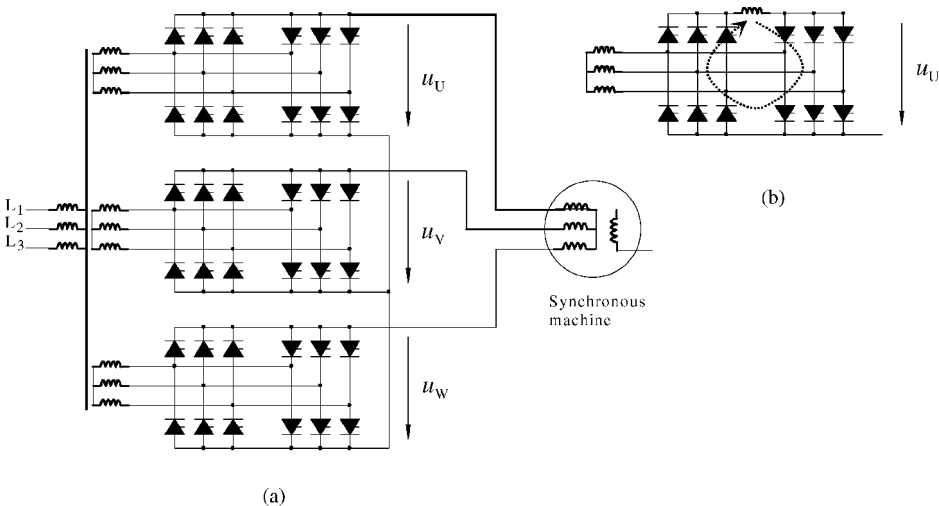 u_U
u_U
(b)
L_1
L_2
L_3
u_V
Synchronous
machine
u_W
(a)